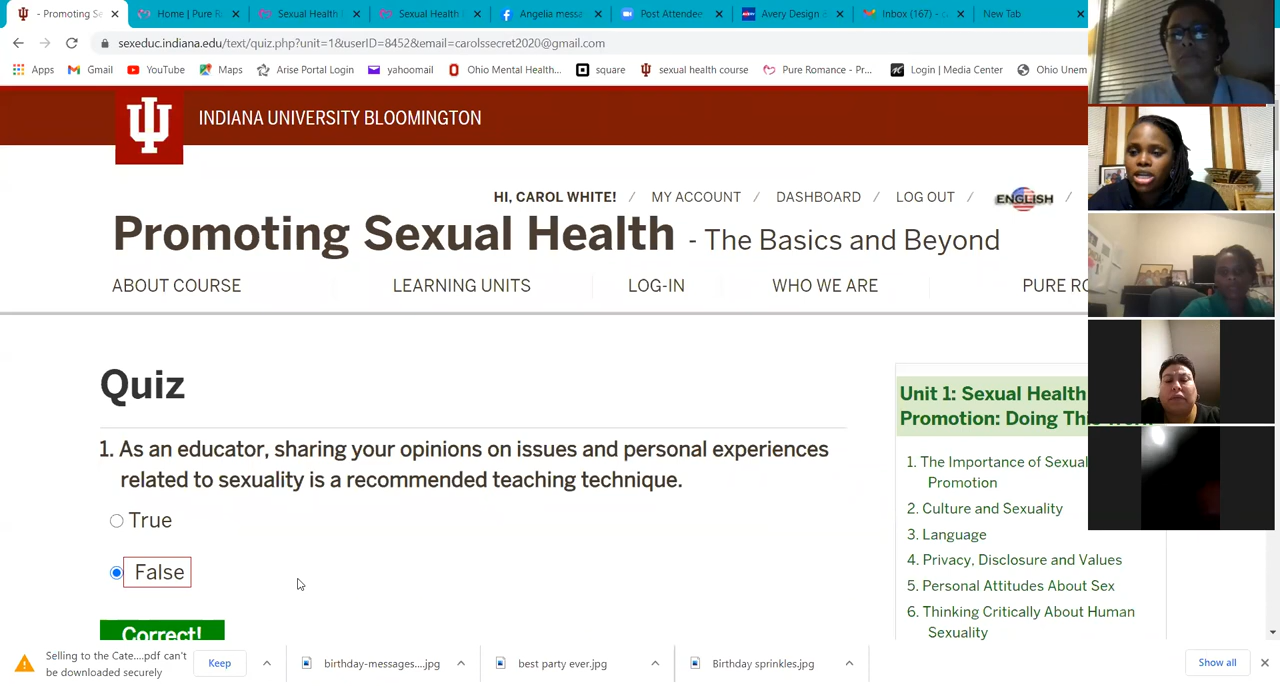 - Promoting Se
Home | Pure R
Sexual Health
Sexual Health
Angelia messa
Post Attendee
Avery Design
Inbox (167) - c
New Tab
sexeduc.indiana.edu/text/quiz.php?unit=1&userID=8452&email=carolssecret2020@gmail.com
Apps Gmail YouTube Maps Arise Portal Login yahoomail Ohio Mental Health... square sexual health course Pure Romance - Pr... Login | Media Center Ohio Unem
INDIANA UNIVERSITY BLOOMINGTON
HI, CAROL WHITE! / MY ACCOUNT / DASHBOARD / LOG OUT / ENGLISH /
Promoting Sexual Health - The Basics and Beyond
ABOUT COURSE LEARNING UNITS LOG-IN WHO WE ARE PURE RO
Quiz
1. As an educator, sharing your opinions on issues and personal experiences
related to sexuality is a recommended teaching technique.
True
False
Correct!
Unit 1: Sexual Health
Promotion: Doing Thi
1. The Importance of Sexual
Promotion
2. Culture and Sexuality
3. Language
4. Privacy, Disclosure and Values
5. Personal Attitudes About Sex
6. Thinking Critically About Human
Sexuality
Selling to the Cate....pdf can't
be downloaded securely
Keep
birthday-messages....jpg
best party ever.jpg
Birthday sprinkles.jpg
Show all